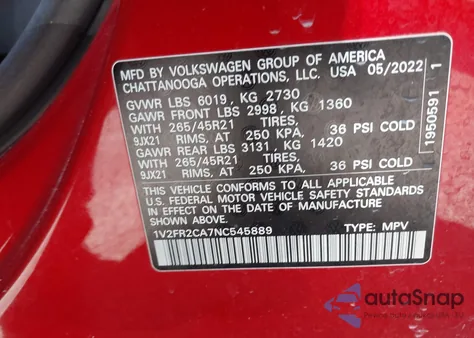 MFD BY VOLKSWAGEN GROUP OF AMERICA
CHATTANOOGA OPERATIONS, LLC. USA 05/2022
GVWR LBS 6019, KG 2730
GAWR FRONT LBS 2998, KG 1360
WITH 265/45R21 TIRES,
9JX21 RIMS, AT 250 KPA, 36 PSI COLD
GAWR REAR LBS 3131, KG 1420
WITH 265/45R21 TIRES,
9JX21 RIMS, AT 250 KPA, 36 PSI COLD
THIS VEHICLE CONFORMS TO ALL APPLICABLE
U.S. FEDERAL MOTOR VEHICLE SAFETY STANDARDS
IN EFFECT ON THE DATE OF MANUFACTURE
SHOWN ABOVE.
1V2FR2CA7NC545889 TYPE: MPV
1950591 1
autoSnap